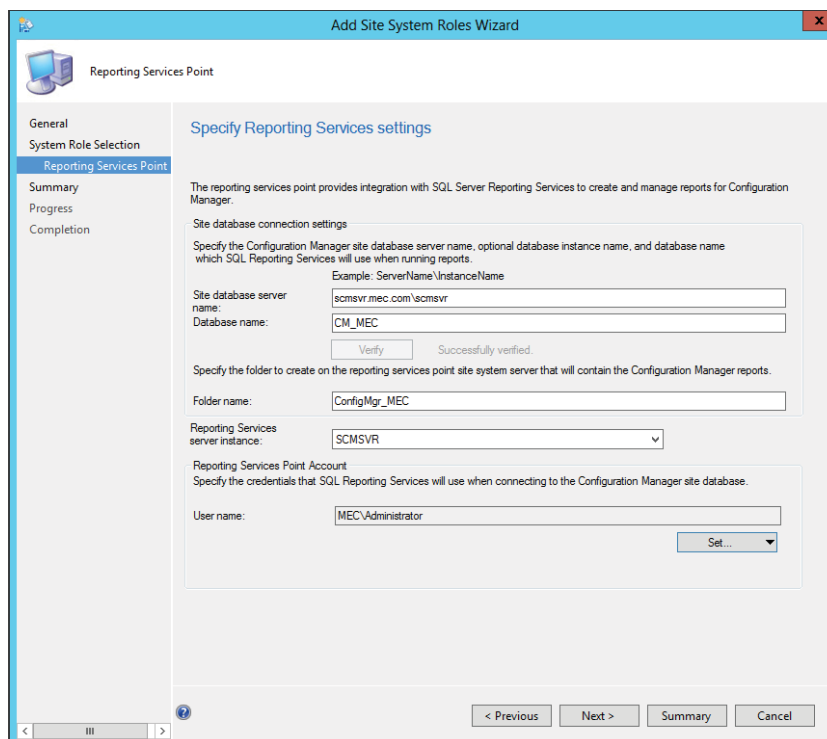 Add Site System Roles Wizard
x
Reporting Services Point
General
System Role Selection
Reporting Services Point
Summary
Progress
Completion
Specify Reporting Services settings
The reporting services point provides integration with SQL Server Reporting Services to create and manage reports for Configuration
Manager.
Site database connection settings
Specify the Configuration Manager site database server name, optional database instance name, and database name
which SQL Reporting Services will use when running reports.
Example: ServerName\InstanceName
Site database server
name:
scmsvr.mec.com\scmsvr
Database name:
CM_MEC
Verify
Successfully verified.
Specify the folder to create on the reporting services point site system server that will contain the Configuration Manager reports.
Folder name:
ConfigMgr_MEC
Reporting Services
server instance:
SCMSVR
Reporting Services Point Account
Specify the credentials that SQL Reporting Services will use when connecting to the Configuration Manager site database.
User name:
MEC\Administrator
Set...
?
< Previous
Next >
Summary
Cancel